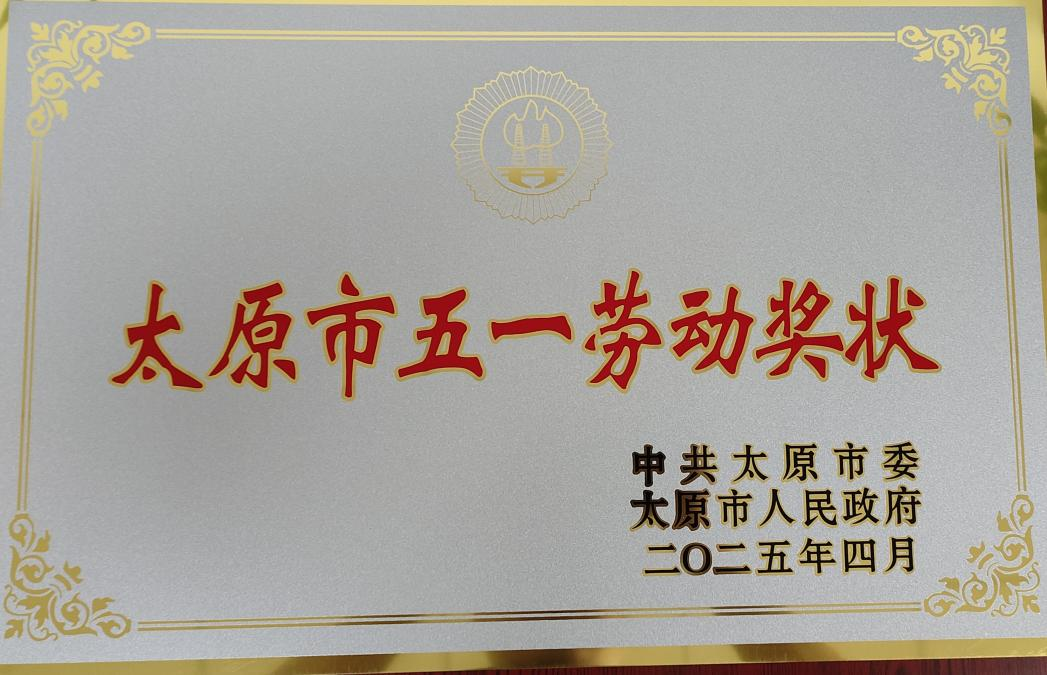 太原市五一劳动奖状
中共太原市委
太原市人民政府
二〇二五年四月